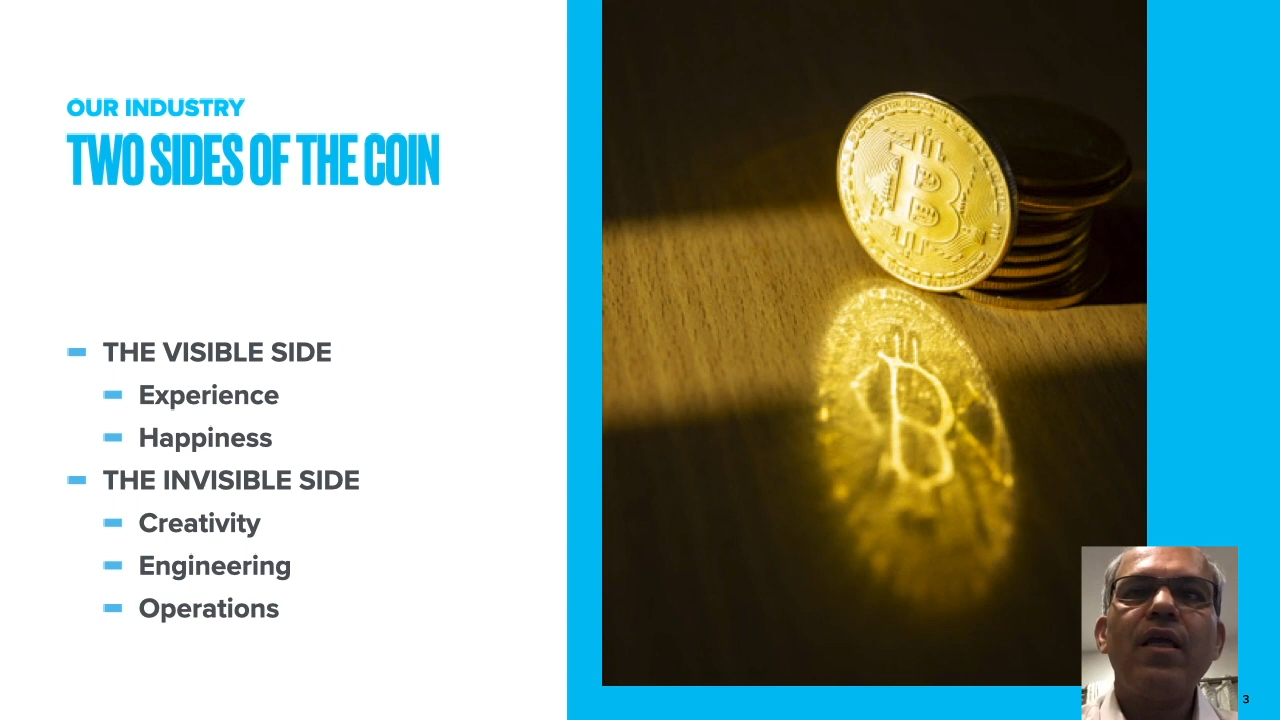 OUR INDUSTRY
TWO SIDES OF THE COIN
THE VISIBLE SIDE
Experience
Happiness
THE INVISIBLE SIDE
Creativity
Engineering
Operations
3